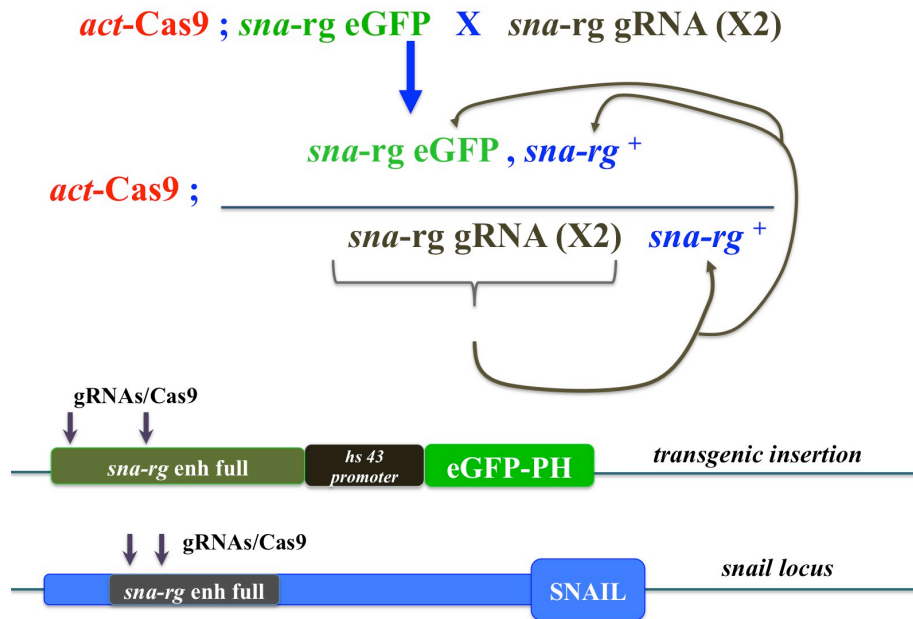 act-Cas9 ; sna-rg eGFP X sna-rg gRNA (X2)
sna-rg eGFP , sna-rg +
act-Cas9 ;
sna-rg gRNA (X2) sna-rg +
gRNAs/Cas9
sna-rg enh full
hs 43
promoter
eGFP-PH
transgenic insertion
gRNAs/Cas9
sna-rg enh full
SNAIL
snail locus